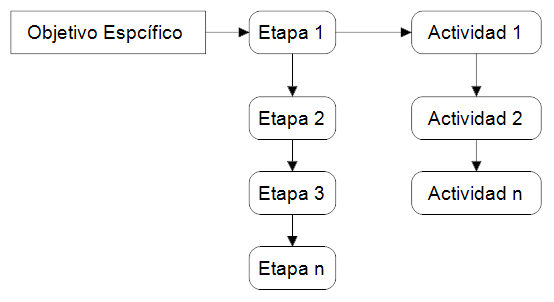 Objetivo Espcífico
Etapa 1
Actividad 1
Etapa 2
Actividad 2
Etapa 3
Actividad n
Etapa n